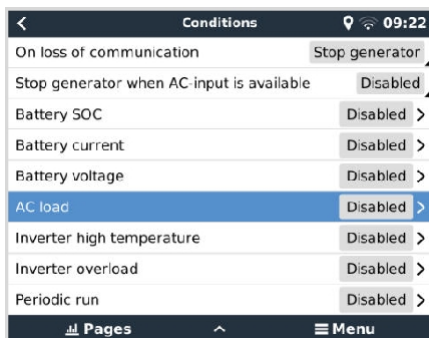 Conditions 09:22
On loss of communication Stop generator
Stop generator when AC-input is available Disabled
Battery SOC Disabled
Battery current Disabled
Battery voltage Disabled
AC load Disabled
Inverter high temperature Disabled
Inverter overload Disabled
Periodic run Disabled
Pages Menu